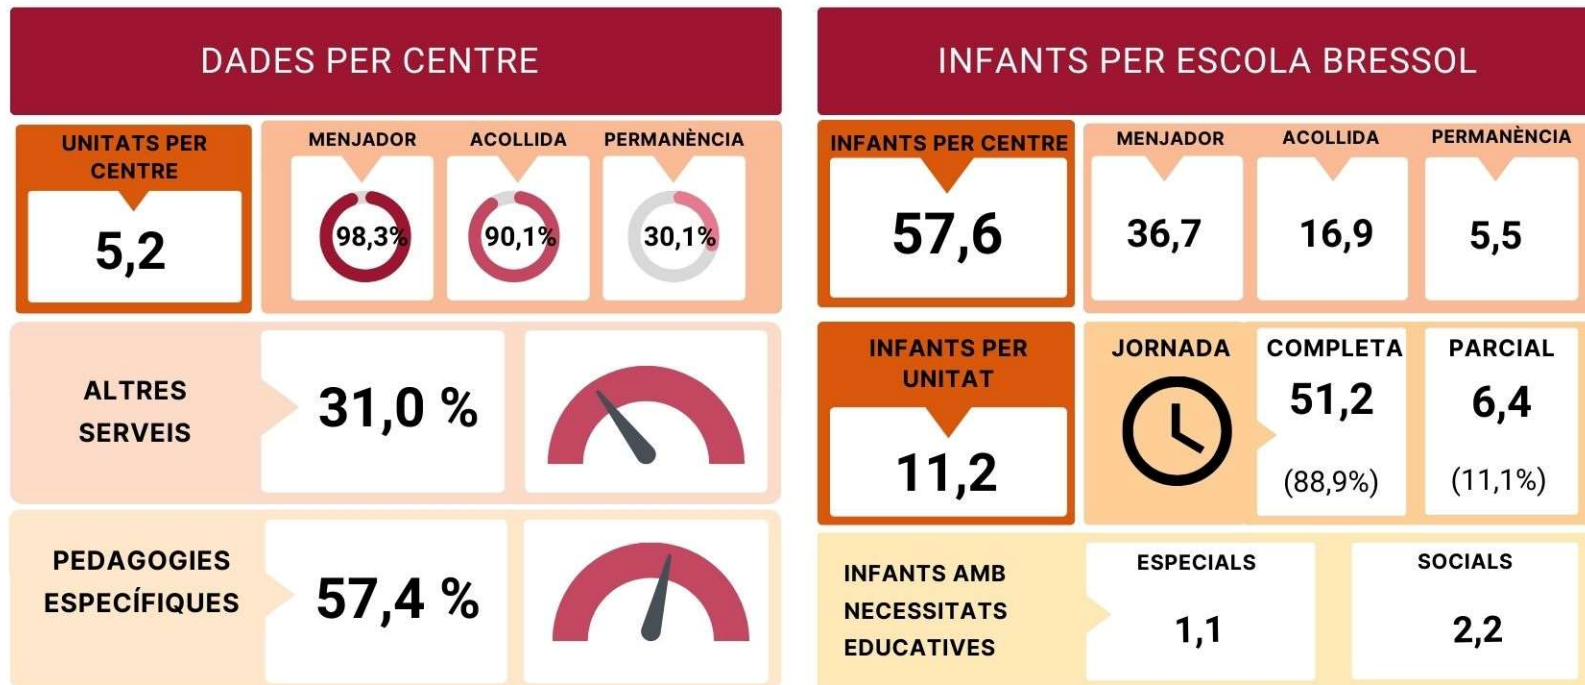 DADES PER CENTRE
UNITATS PER
CENTRE
5,2
MENJADOR
98,3%
ACOLLIDA
90,1%
PERMANÈNCIA
30,1%
ALTRES
SERVEIS
31,0 %
PEDAGOGIES
ESPECÍFIQUES
57,4 %
INFANTS PER ESCOLA BRESSOL
INFANTS PER CENTRE
57,6
MENJADOR
36,7
ACOLLIDA
16,9
PERMANÈNCIA
5,5
INFANTS PER
UNITAT
11,2
JORNADA
COMPLETA
51,2
(88,9%)
PARCIAL
6,4
(11,1%)
INFANTS AMB
NECESSITATS
EDUCATIVES
ESPECIALS
1,1
SOCIALS
2,2